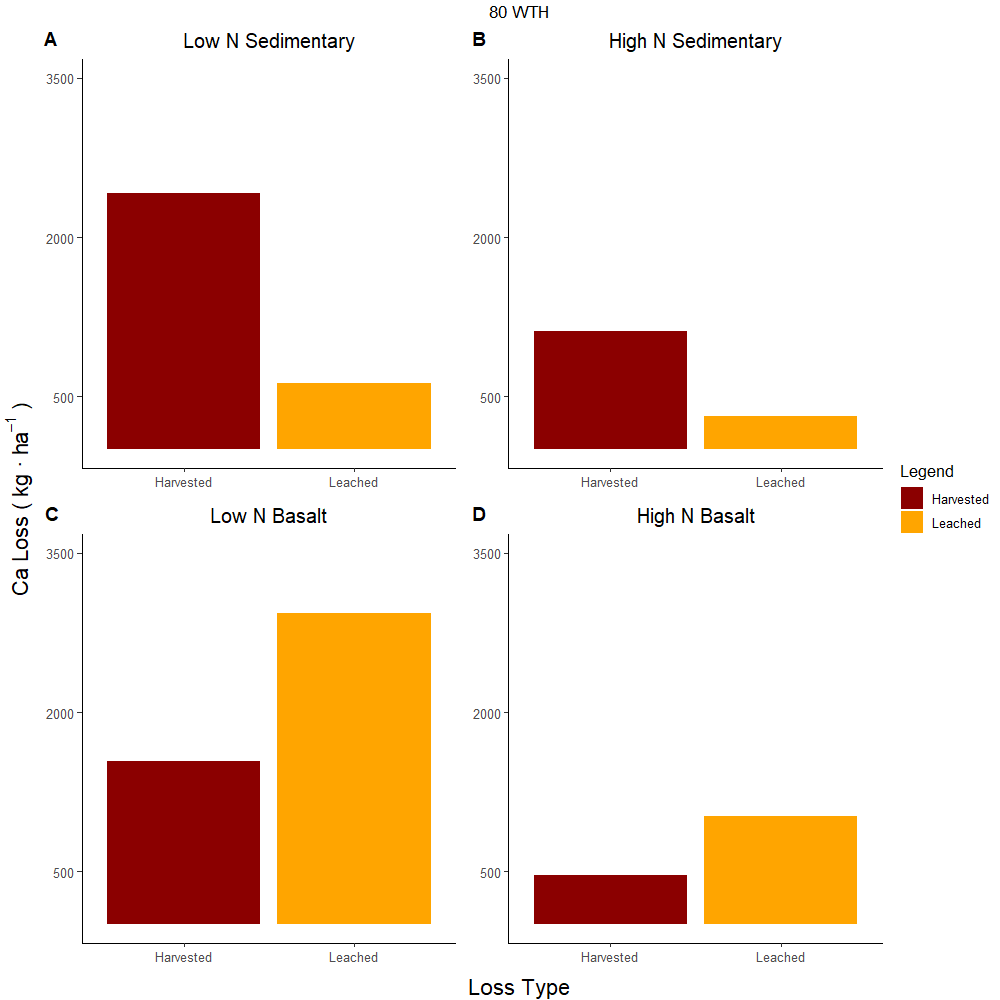 80 WTH
A
Low N Sedimentary
3500
2000
500
Harvested Leached
B
High N Sedimentary
3500
2000
500
Harvested Leached
C
Low N Basalt
3500
2000
500
Harvested Leached
D
High N Basalt
3500
2000
500
Harvested Leached
Ca Loss ( kg · ha⁻¹ )
Loss Type
Legend
Harvested
Leached